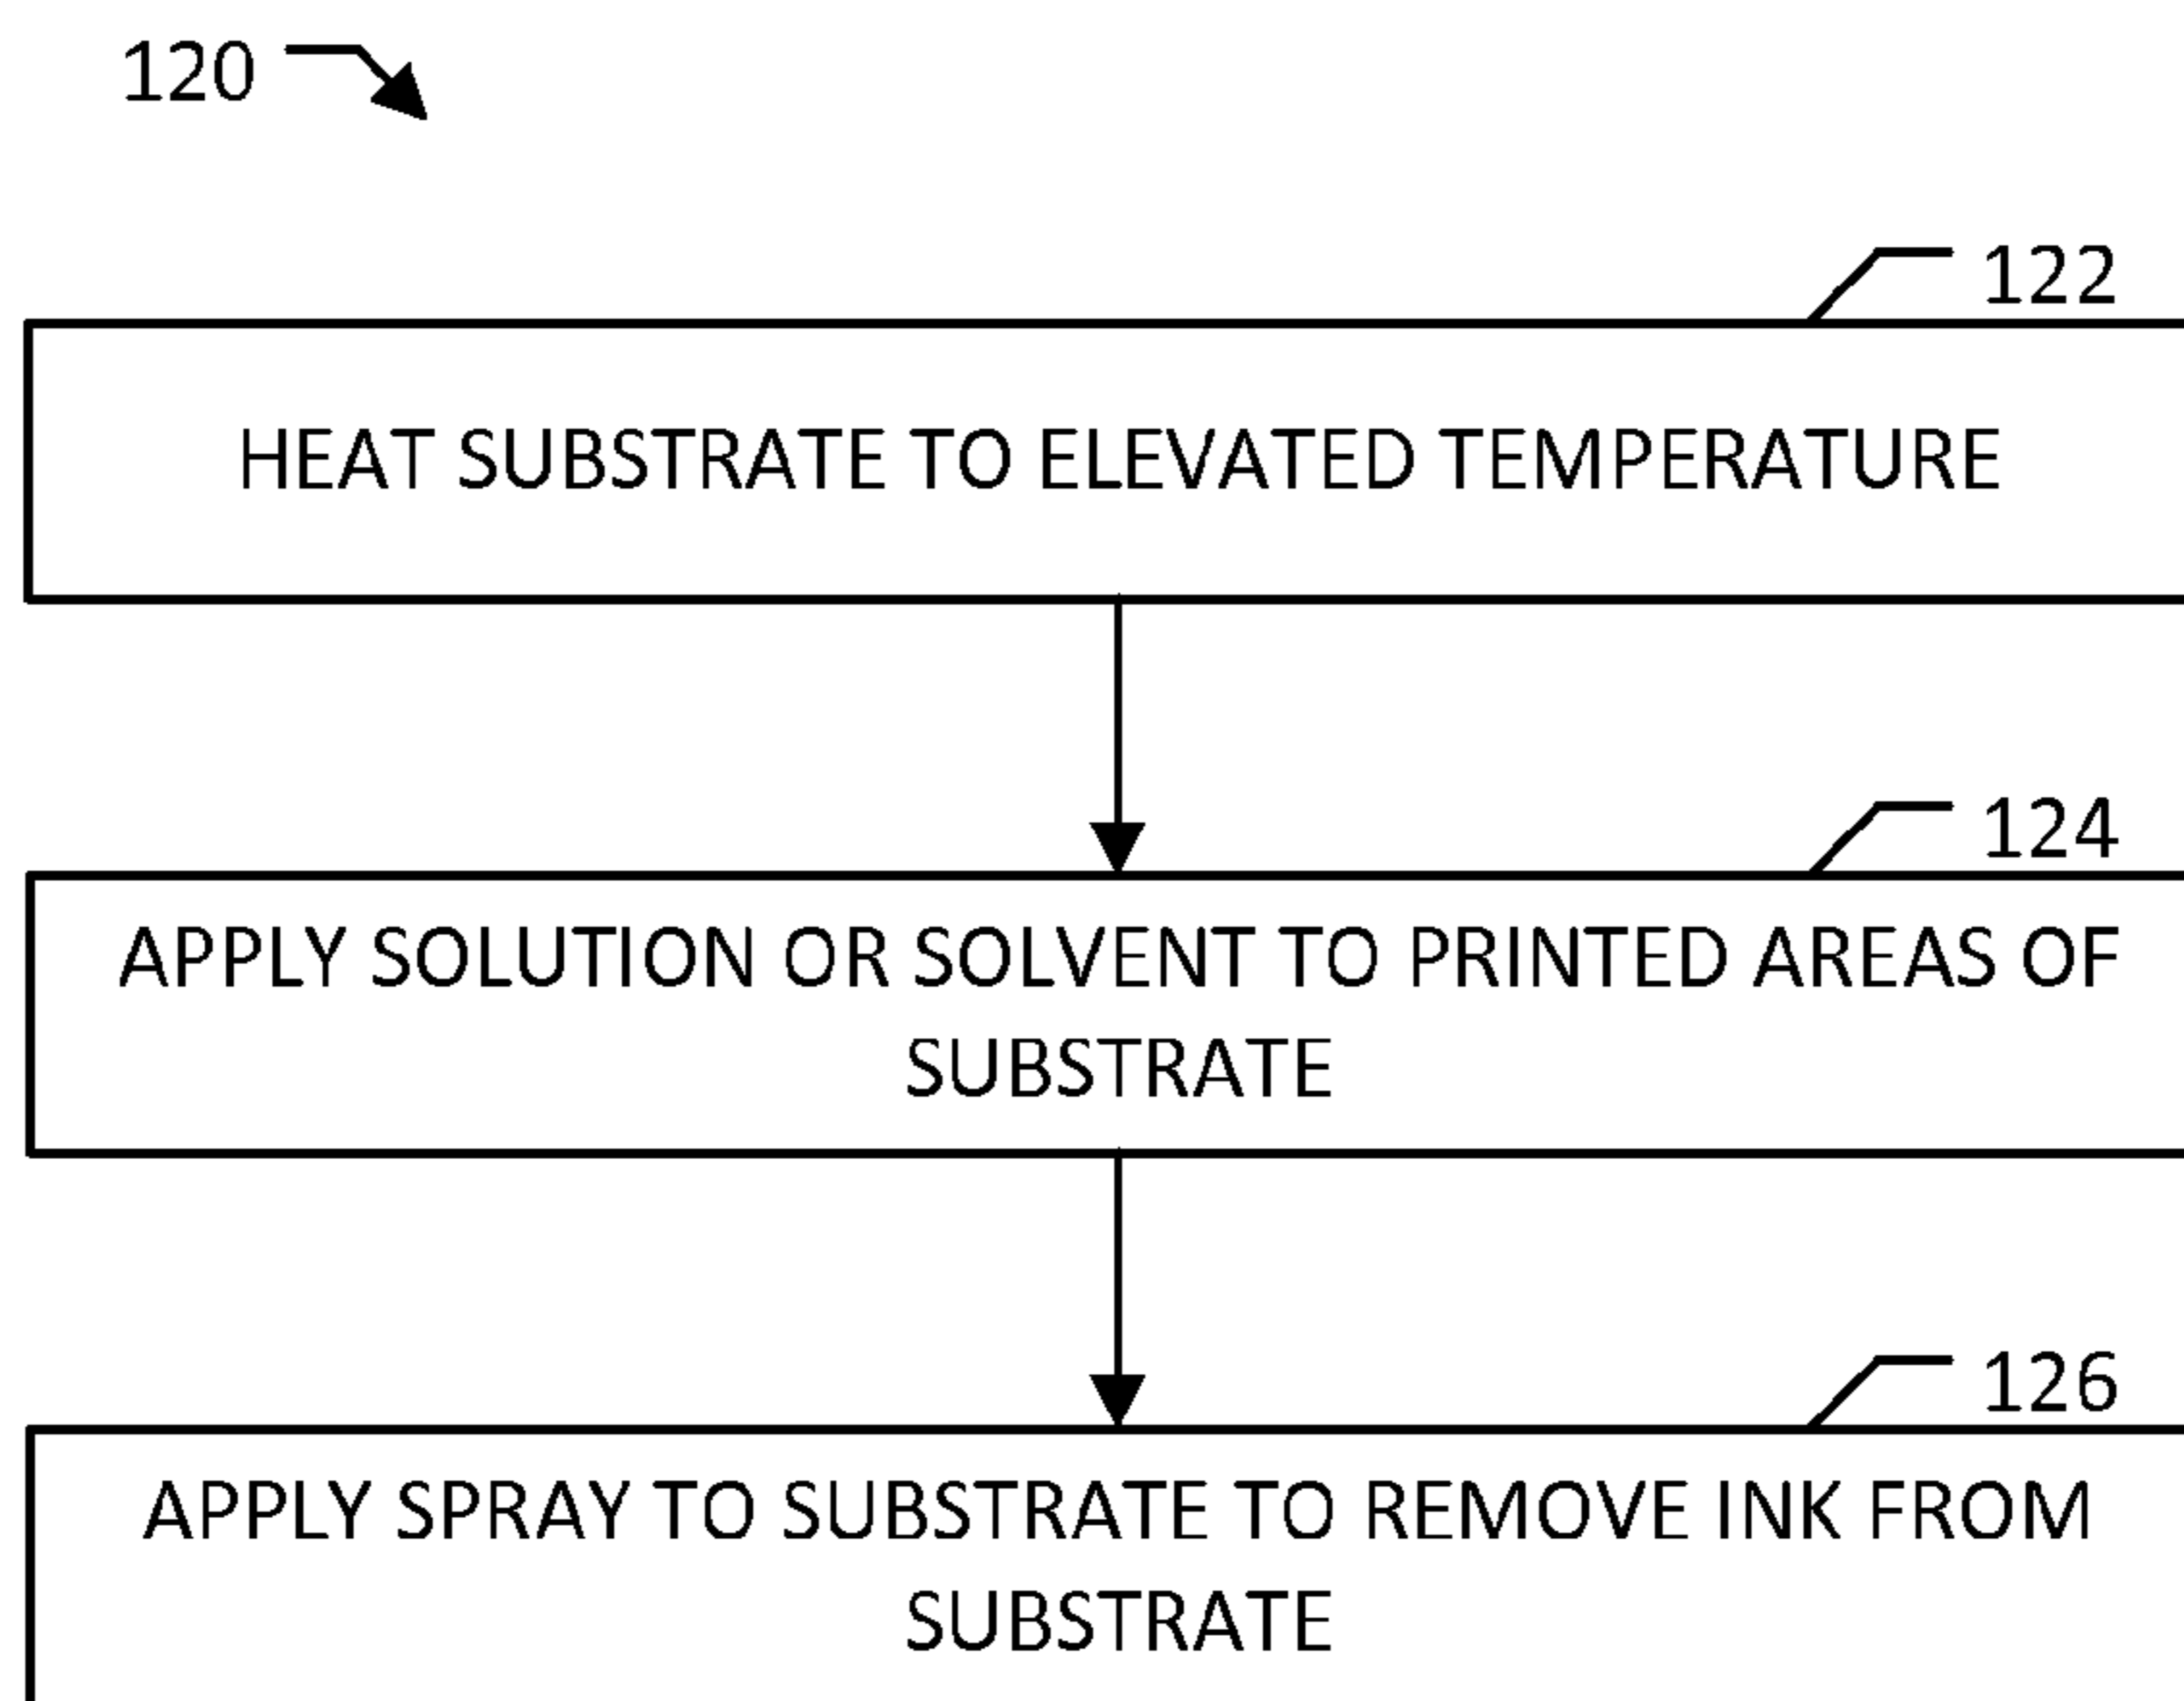 120
122
HEAT SUBSTRATE TO ELEVATED TEMPERATURE
124
APPLY SOLUTION OR SOLVENT TO PRINTED AREAS OF
SUBSTRATE
126
APPLY SPRAY TO SUBSTRATE TO REMOVE INK FROM
SUBSTRATE